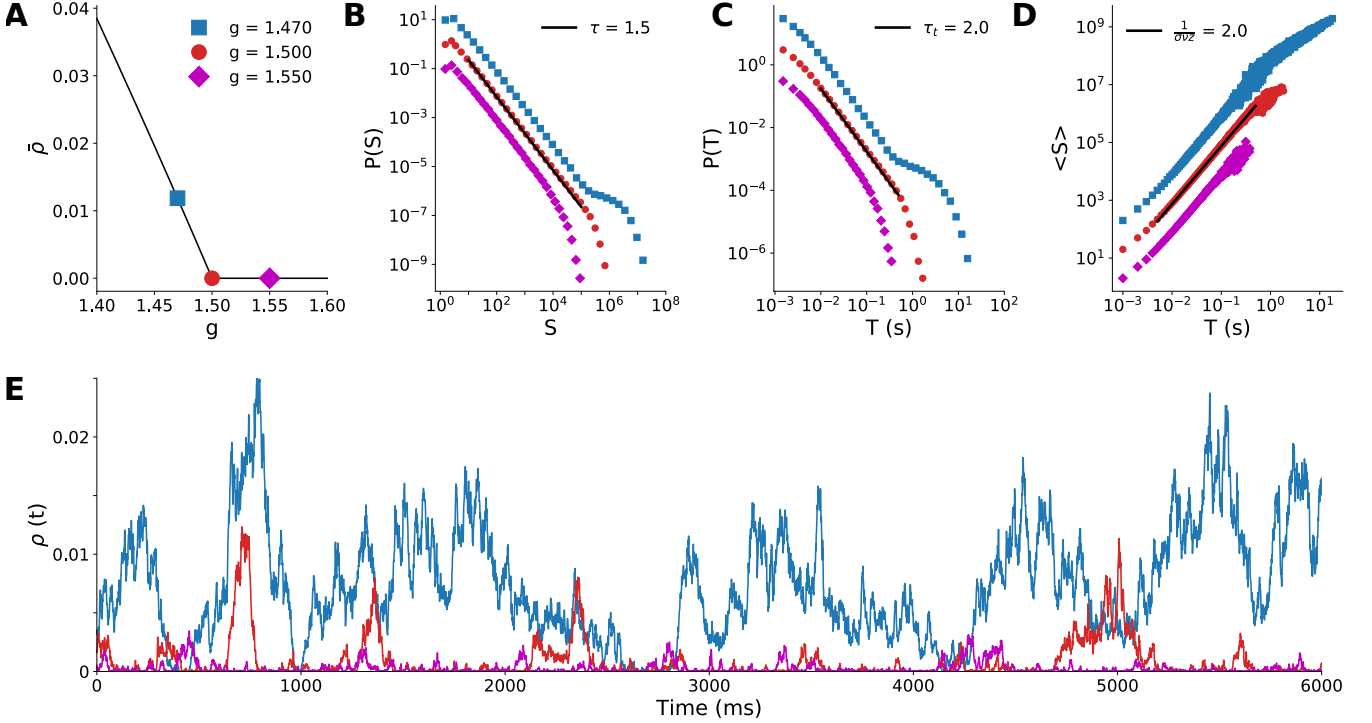 A
B
C
D
g = 1.470
g = 1.500
g = 1.550
ρ̄
0.04
0.03
0.02
0.01
0.00
1.40
1.45
1.50
1.55
1.60
g
τ = 1.5
P(S)
10¹
10⁻¹
10⁻³
10⁻⁵
10⁻⁷
10⁻⁹
10⁰
10²
10⁴
10⁶
10⁸
S
τₜ = 2.0
P(T)
10⁰
10⁻²
10⁻⁴
10⁻⁶
10⁻³
10⁻²
10⁻¹
10⁰
10¹
10²
T (s)
1/σνz = 2.0
<S>
10⁹
10⁷
10⁵
10³
10¹
10⁻³
10⁻²
10⁻¹
10⁰
10¹
T (s)
E
ρ (t)
0.02
0.01
0
0
1000
2000
3000
4000
5000
6000
Time (ms)